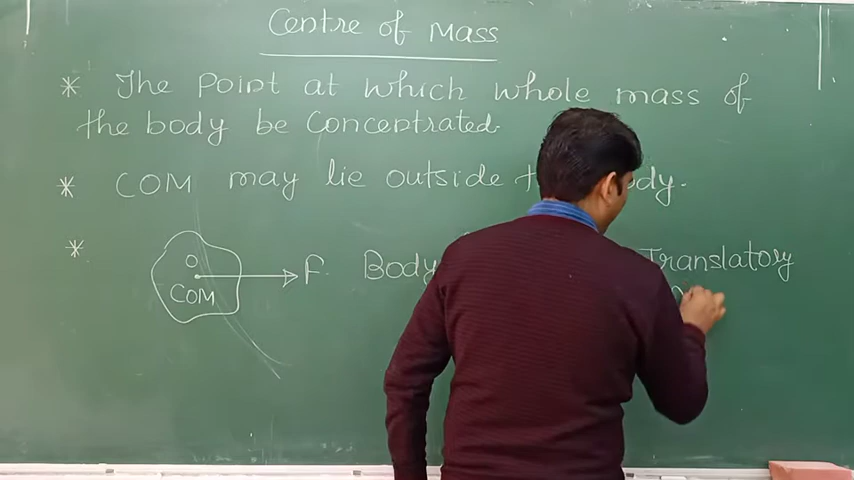 Centre of Mass
* The Point at which whole mass of
the body be Concentrated.
* COM may lie outside body.
*
O
COM
F
Body Translatory